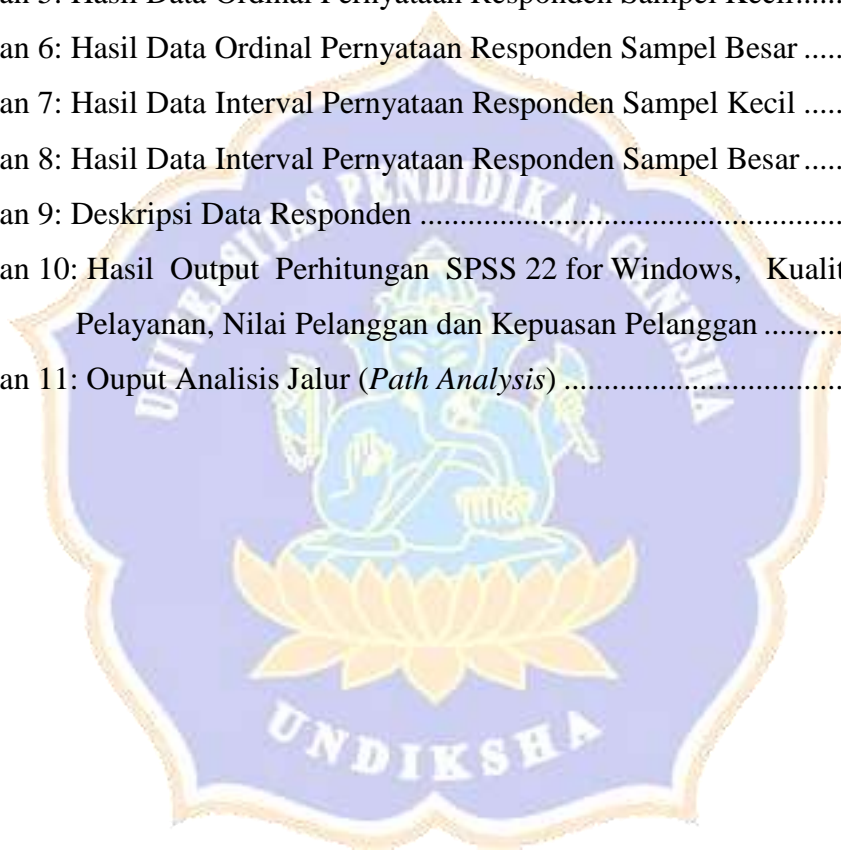 an 5: Hasil Data Ordinal Pernyataan Responden Sampel Kecil......
an 6: Hasil Data Ordinal Pernyataan Responden Sampel Besar .....
an 7: Hasil Data Interval Pernyataan Responden Sampel Kecil .....
an 8: Hasil Data Interval Pernyataan Responden Sampel Besar.....
an 9: Deskripsi Data Responden ......................................................
an 10: Hasil Output Perhitungan SPSS 22 for Windows, Kualit
Pelayanan, Nilai Pelanggan dan Kepuasan Pelanggan ..........
an 11: Ouput Analisis Jalur (Path Analysis) ...................................
UNIVERSITAS PENDIDIKAN GANESHA
UNDIKSHA